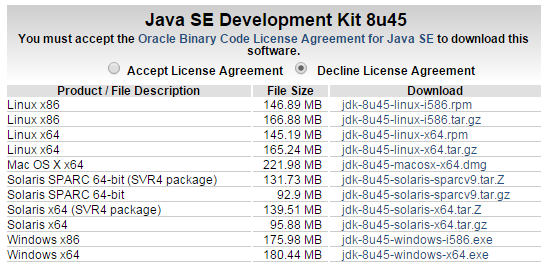 Java SE Development Kit 8u45
You must accept the Oracle Binary Code License Agreement for Java SE to download this
software.
Accept License Agreement Decline License Agreement
Product / File Description File Size Download
Linux x86 146.89 MB jdk-8u45-linux-i586.rpm
Linux x86 166.88 MB jdk-8u45-linux-i586.tar.gz
Linux x64 145.19 MB jdk-8u45-linux-x64.rpm
Linux x64 165.24 MB jdk-8u45-linux-x64.tar.gz
Mac OS X x64 221.98 MB jdk-8u45-macosx-x64.dmg
Solaris SPARC 64-bit (SVR4 package) 131.73 MB jdk-8u45-solaris-sparcv9.tar.Z
Solaris SPARC 64-bit 92.9 MB jdk-8u45-solaris-sparcv9.tar.gz
Solaris x64 (SVR4 package) 139.51 MB jdk-8u45-solaris-x64.tar.Z
Solaris x64 95.88 MB jdk-8u45-solaris-x64.tar.gz
Windows x86 175.98 MB jdk-8u45-windows-i586.exe
Windows x64 180.44 MB jdk-8u45-windows-x64.exe